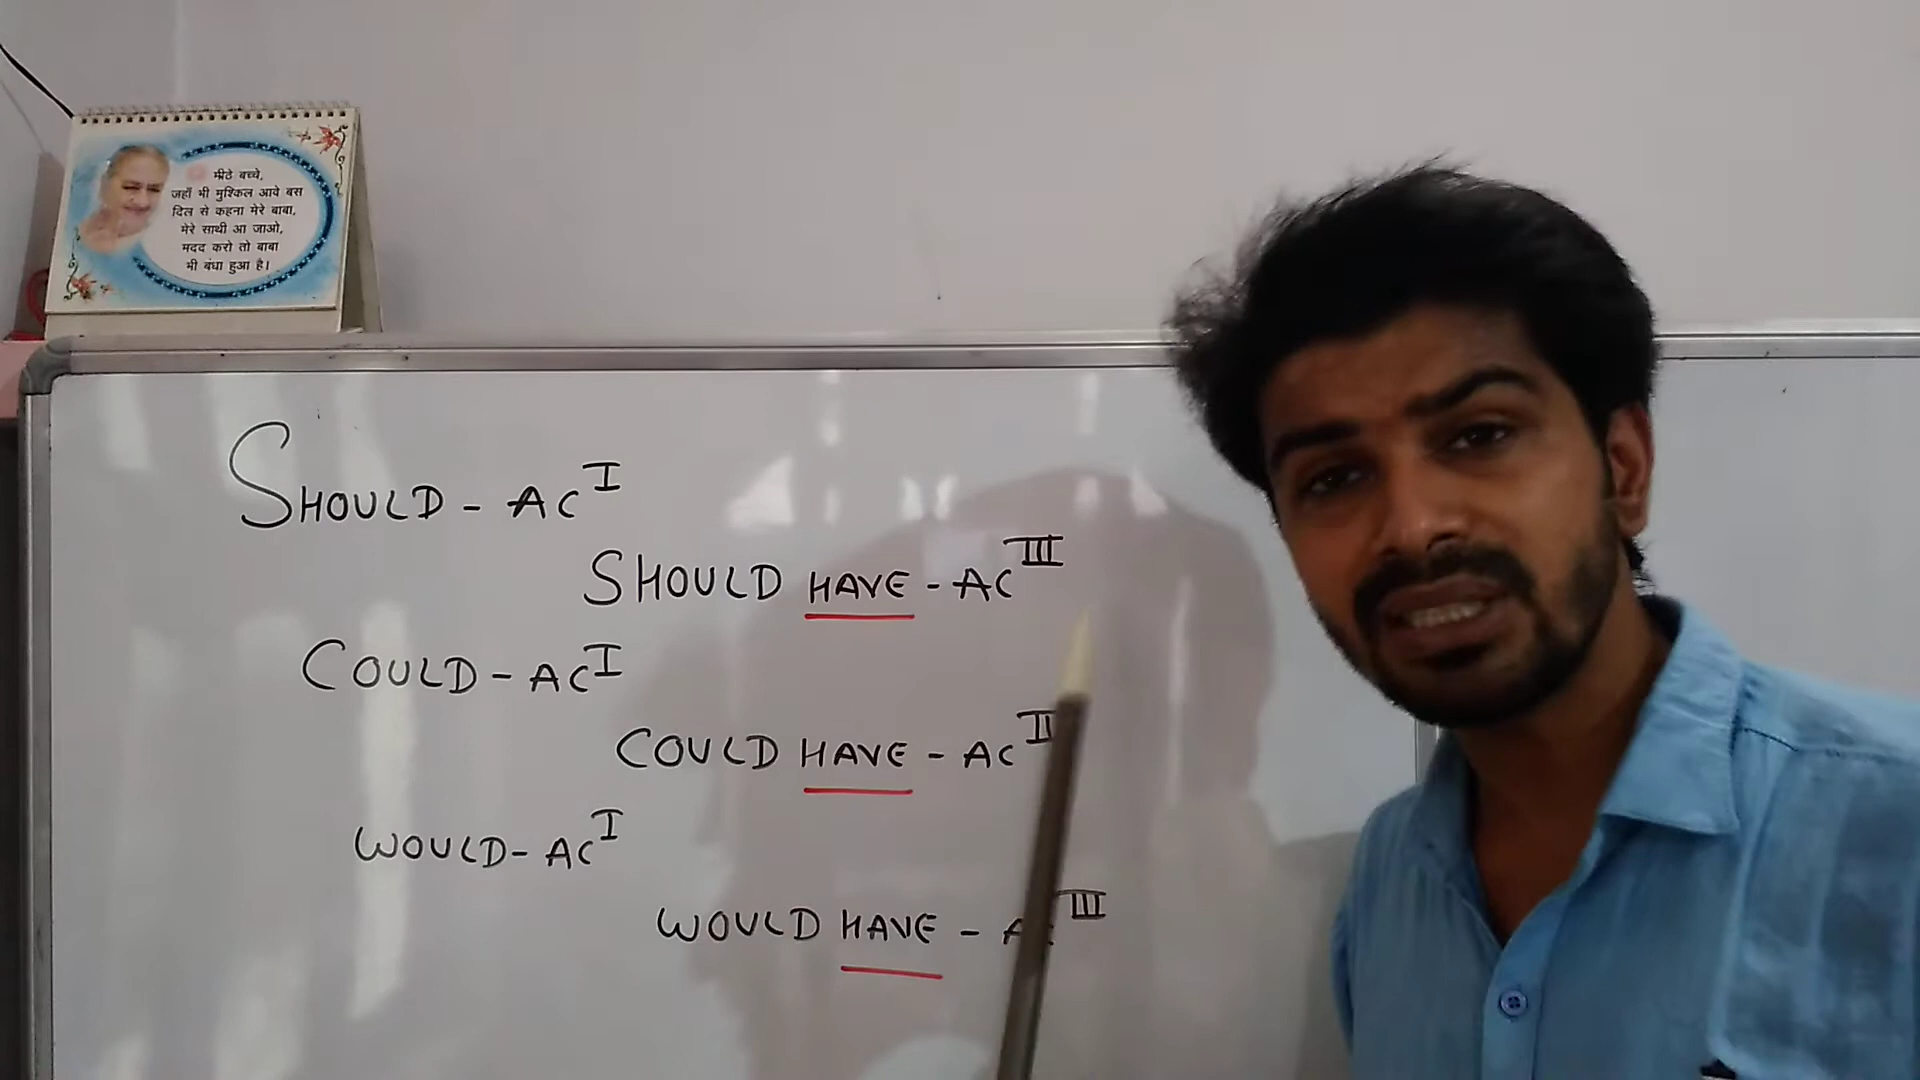 मीठे बच्चे,
जहाँ भी मुश्किल आवे बस
दिल से कहना मेरे बाबा,
मेरे साथी आ जाओ,
मदद करो तो बाबा
भी बंधा हुआ है।
SHOULD - AC I
SHOULD HAVE - AC III
COULD - AC I
COULD HAVE - AC
WOULD - AC I
WOULD HAVE - III